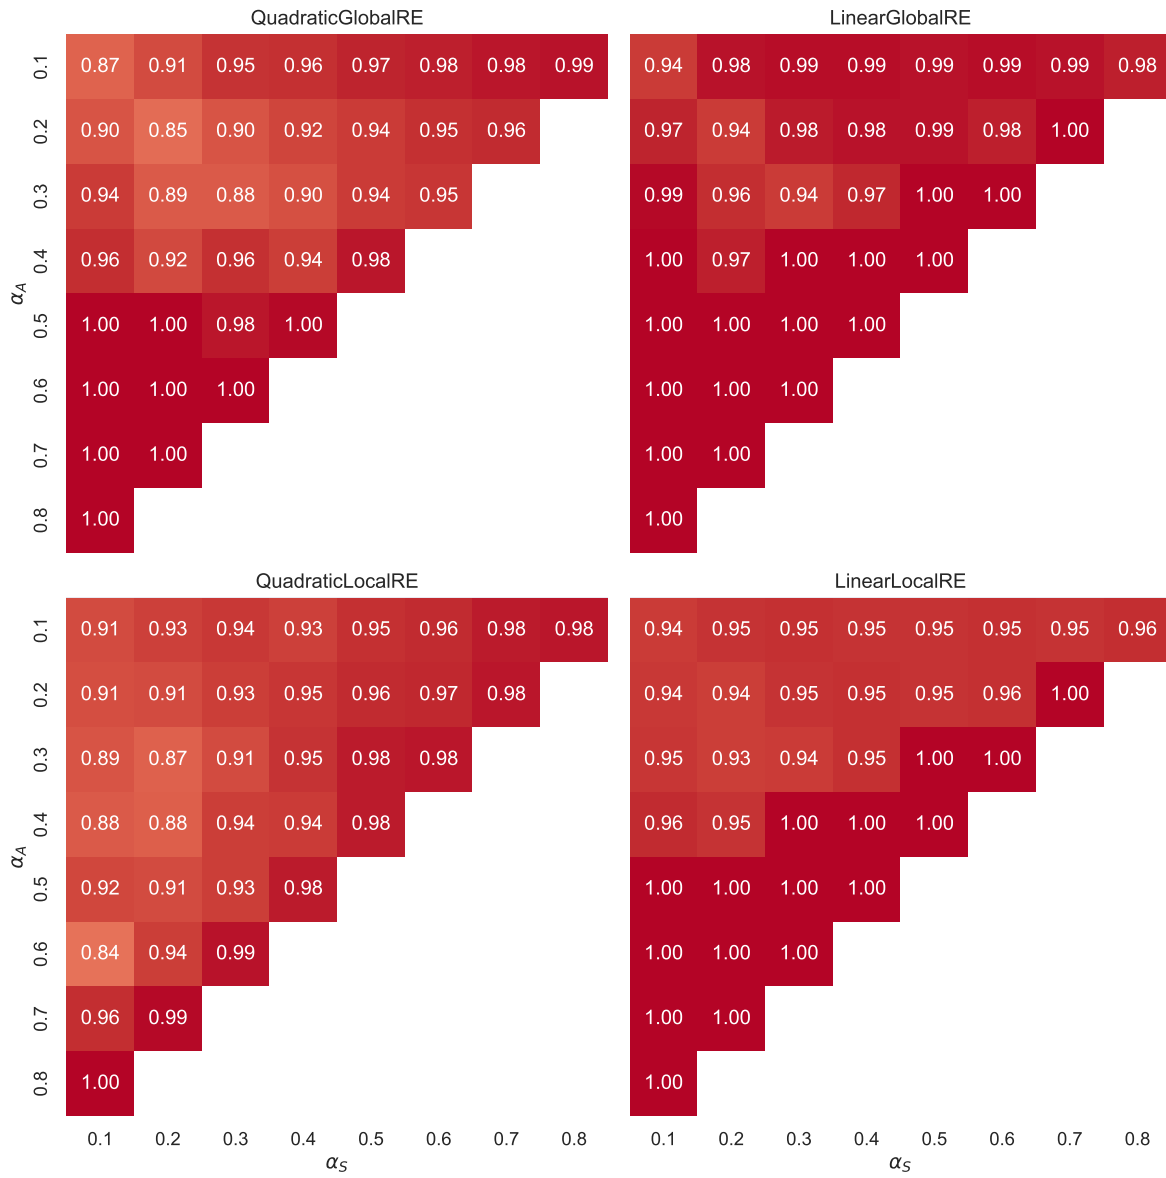 QuadraticGlobalRE
0.1 0.87 0.91 0.95 0.96 0.97 0.98 0.98 0.99
0.2 0.90 0.85 0.90 0.92 0.94 0.95 0.96
0.3 0.94 0.89 0.88 0.90 0.94 0.95
0.4 0.96 0.92 0.96 0.94 0.98
0.5 1.00 1.00 0.98 1.00
0.6 1.00 1.00 1.00
0.7 1.00 1.00
0.8 1.00
α_A
LinearGlobalRE
0.94 0.98 0.99 0.99 0.99 0.99 0.99 0.98
0.97 0.94 0.98 0.98 0.99 0.98 1.00
0.99 0.96 0.94 0.97 1.00 1.00
1.00 0.97 1.00 1.00 1.00
1.00 1.00 1.00 1.00
1.00 1.00 1.00
1.00 1.00
1.00
QuadraticLocalRE
0.1 0.91 0.93 0.94 0.93 0.95 0.96 0.98 0.98
0.2 0.91 0.91 0.93 0.95 0.96 0.97 0.98
0.3 0.89 0.87 0.91 0.95 0.98 0.98
0.4 0.88 0.88 0.94 0.94 0.98
0.5 0.92 0.91 0.93 0.98
0.6 0.84 0.94 0.99
0.7 0.96 0.99
0.8 1.00
α_A
0.1 0.2 0.3 0.4 0.5 0.6 0.7 0.8
α_S
LinearLocalRE
0.94 0.95 0.95 0.95 0.95 0.95 0.95 0.96
0.94 0.94 0.95 0.95 0.95 0.96 1.00
0.95 0.93 0.94 0.95 1.00 1.00
0.96 0.95 1.00 1.00 1.00
1.00 1.00 1.00 1.00
1.00 1.00 1.00
1.00 1.00
1.00
0.1 0.2 0.3 0.4 0.5 0.6 0.7 0.8
α_S